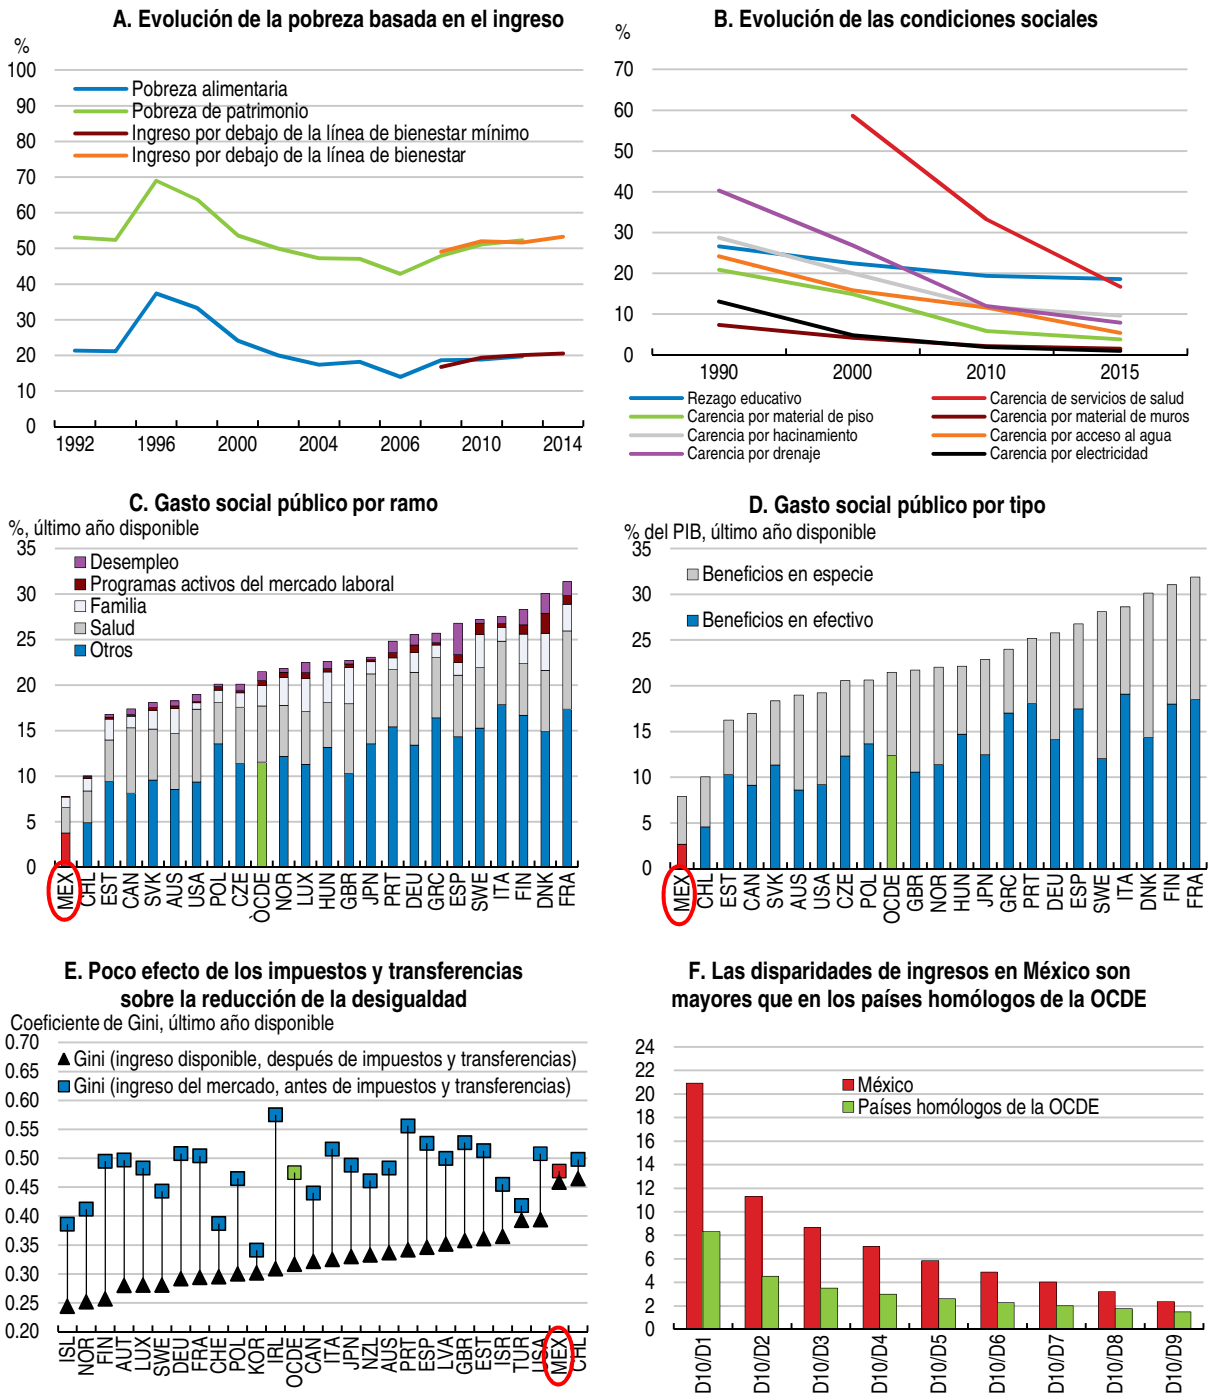 A. Evolución de la pobreza basada en el ingreso
%
100
90
80
70
60
50
40
30
20
10
0
Pobreza alimentaria
Pobreza de patrimonio
Ingreso por debajo de la línea de bienestar mínimo
Ingreso por debajo de la línea de bienestar
1992 1996 2000 2004 2006 2010 2014
B. Evolución de las condiciones sociales
%
70
60
50
40
30
20
10
0
1990 2000 2010 2015
Rezago educativo
Carencia de servicios de salud
Carencia por material de piso
Carencia por material de muros
Carencia por hacinamiento
Carencia por acceso al agua
Carencia por drenaje
Carencia por electricidad
C. Gasto social público por ramo
%, último año disponible
35
30
25
20
15
10
5
0
Desempleo
Programas activos del mercado laboral
Familia
Salud
Otros
MEX CHL EST CAN SVK AUS USA POL CZE OCDE NOR LUX HUN GBR JPN PRT DEU GRC ESP SWE ITA FIN DNK FRA
D. Gasto social público por tipo
% del PIB, último año disponible
35
30
25
20
15
10
5
0
Beneficios en especie
Beneficios en efectivo
MEX CHL EST CAN SVK AUS USA CZE POL OCDE GBR NOR HUN JPN GRC PRT DEU ESP SWE ITA DNK FIN FRA
E. Poco efecto de los impuestos y transferencias
sobre la reducción de la desigualdad
Coeficiente de Gini, último año disponible
0.70
0.65
0.60
0.55
0.50
0.45
0.40
0.35
0.30
0.25
0.20
Gini (ingreso disponible, después de impuestos y transferencias)
Gini (ingreso del mercado, antes de impuestos y transferencias)
ISL NOR FIN AUT LUX SWE DEU FRA CHE POL KOR IRL OCDE CAN ITA JPN NZL AUS PRT ESP LVA GBR EST ISR TUR USA MEX CHL
F. Las disparidades de ingresos en México son
mayores que en los países homólogos de la OCDE
24
22
20
18
16
14
12
10
8
6
4
2
0
México
Países homólogos de la OCDE
D10/D1 D10/D2 D10/D3 D10/D4 D10/D5 D10/D6 D10/D7 D10/D8 D10/D9